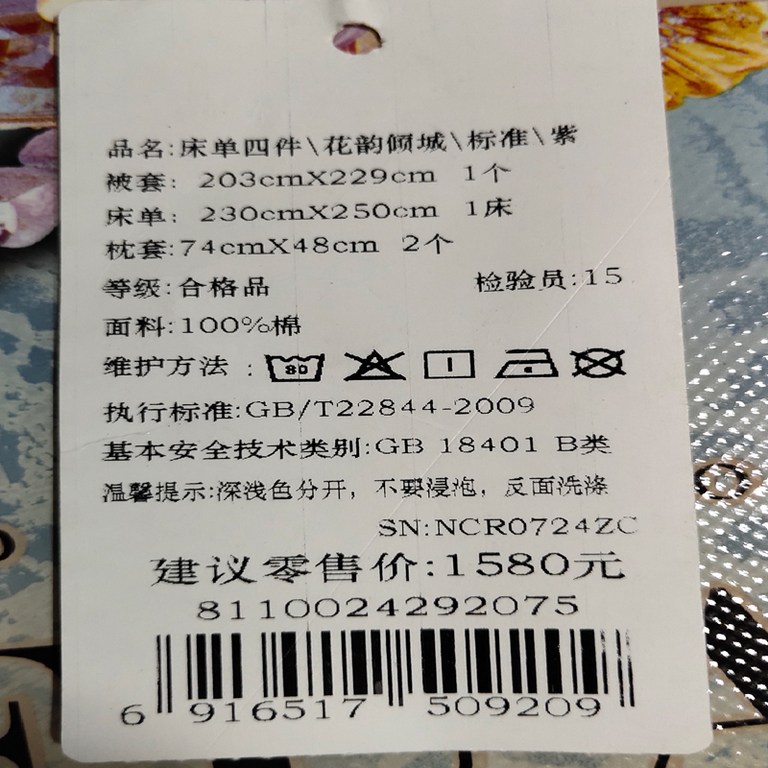 品名:床单四件\花韵倾城\标准\紫
被套: 203cmX229cm 1个
床单: 230cmX250cm 1床
枕套:74cmX48cm 2个
等级:合格品 检验员:15
面料:100%棉
维护方法 : 30
执行标准:GB/T22844-2009
基本安全技术类别:GB 18401 B类
温馨提示:深浅色分开，不要浸泡，反面洗涤
SN:NCR0724ZC
建议零售价:1580元
8110024292075
6 916517 509209